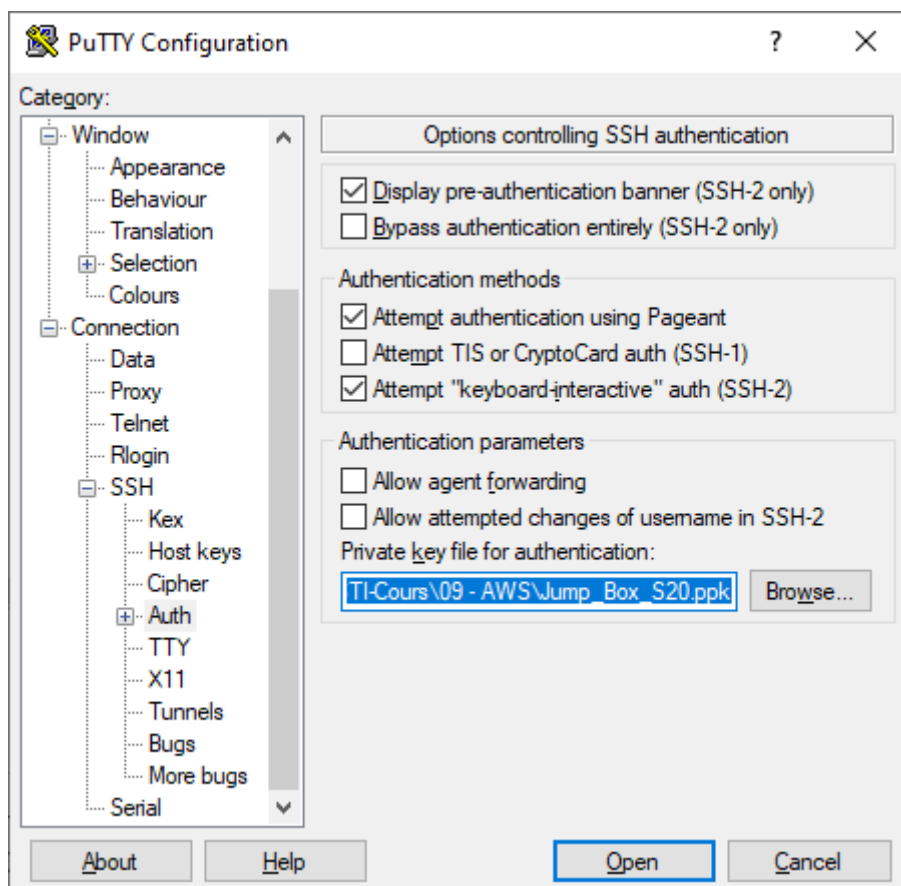 PuTTY Configuration
?
Category:
Window
Appearance
Behaviour
Translation
Selection
Colours
Connection
Data
Proxy
Telnet
Rlogin
SSH
Kex
Host keys
Cipher
Auth
TTY
X11
Tunnels
Bugs
More bugs
Serial
Options controlling SSH authentication
Display pre-authentication banner (SSH-2 only)
Bypass authentication entirely (SSH-2 only)
Authentication methods
Attempt authentication using Pageant
Attempt TIS or CryptoCard auth (SSH-1)
Attempt "keyboard-interactive" auth (SSH-2)
Authentication parameters
Allow agent forwarding
Allow attempted changes of username in SSH-2
Private key file for authentication:
TI-Cours\09 - AWS\Jump_Box_S20.ppk
Browse...
About
Help
Open
Cancel